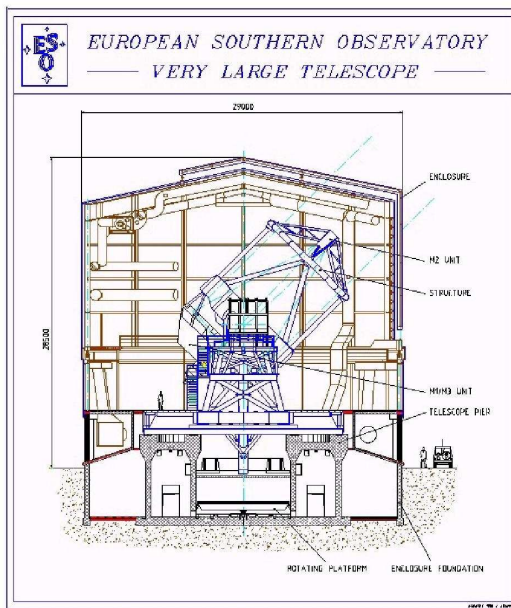 ESO
EUROPEAN SOUTHERN OBSERVATORY
VERY LARGE TELESCOPE
29000
ENCLOSURE
M2 UNIT
STRUCTURE
28500
M1/M3 UNIT
TELESCOPE PIER
ROTATING PLATFORM
ENCLOSURE FOUNDATION